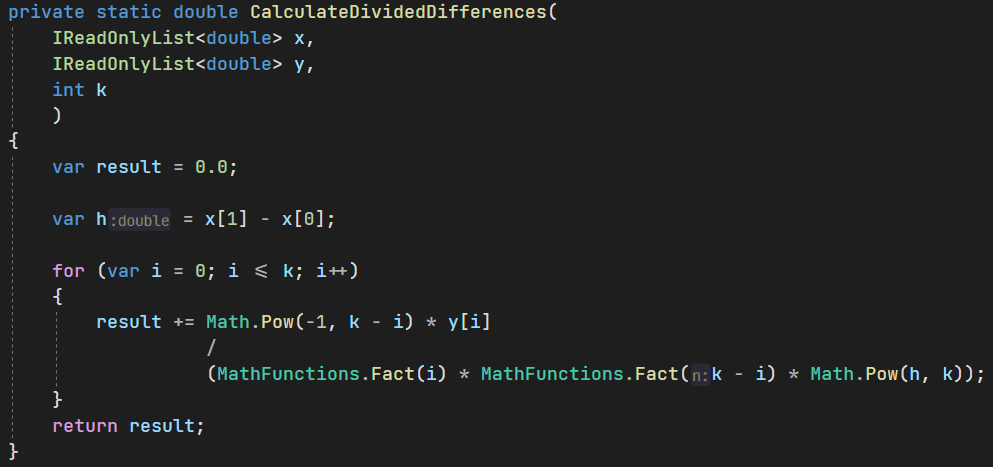 private static double CalculateDividedDifferences(
    IReadOnlyList<double> x,
    IReadOnlyList<double> y,
    int k
    )
{
    var result = 0.0;
    var h:double = x[1] - x[0];
    for (var i = 0; i <= k; i++)
    {
        result += Math.Pow(-1, k - i) * y[i]
                  /
                  (MathFunctions.Fact(i) * MathFunctions.Fact(n:k - i) * Math.Pow(h, k));
    }
    return result;
}